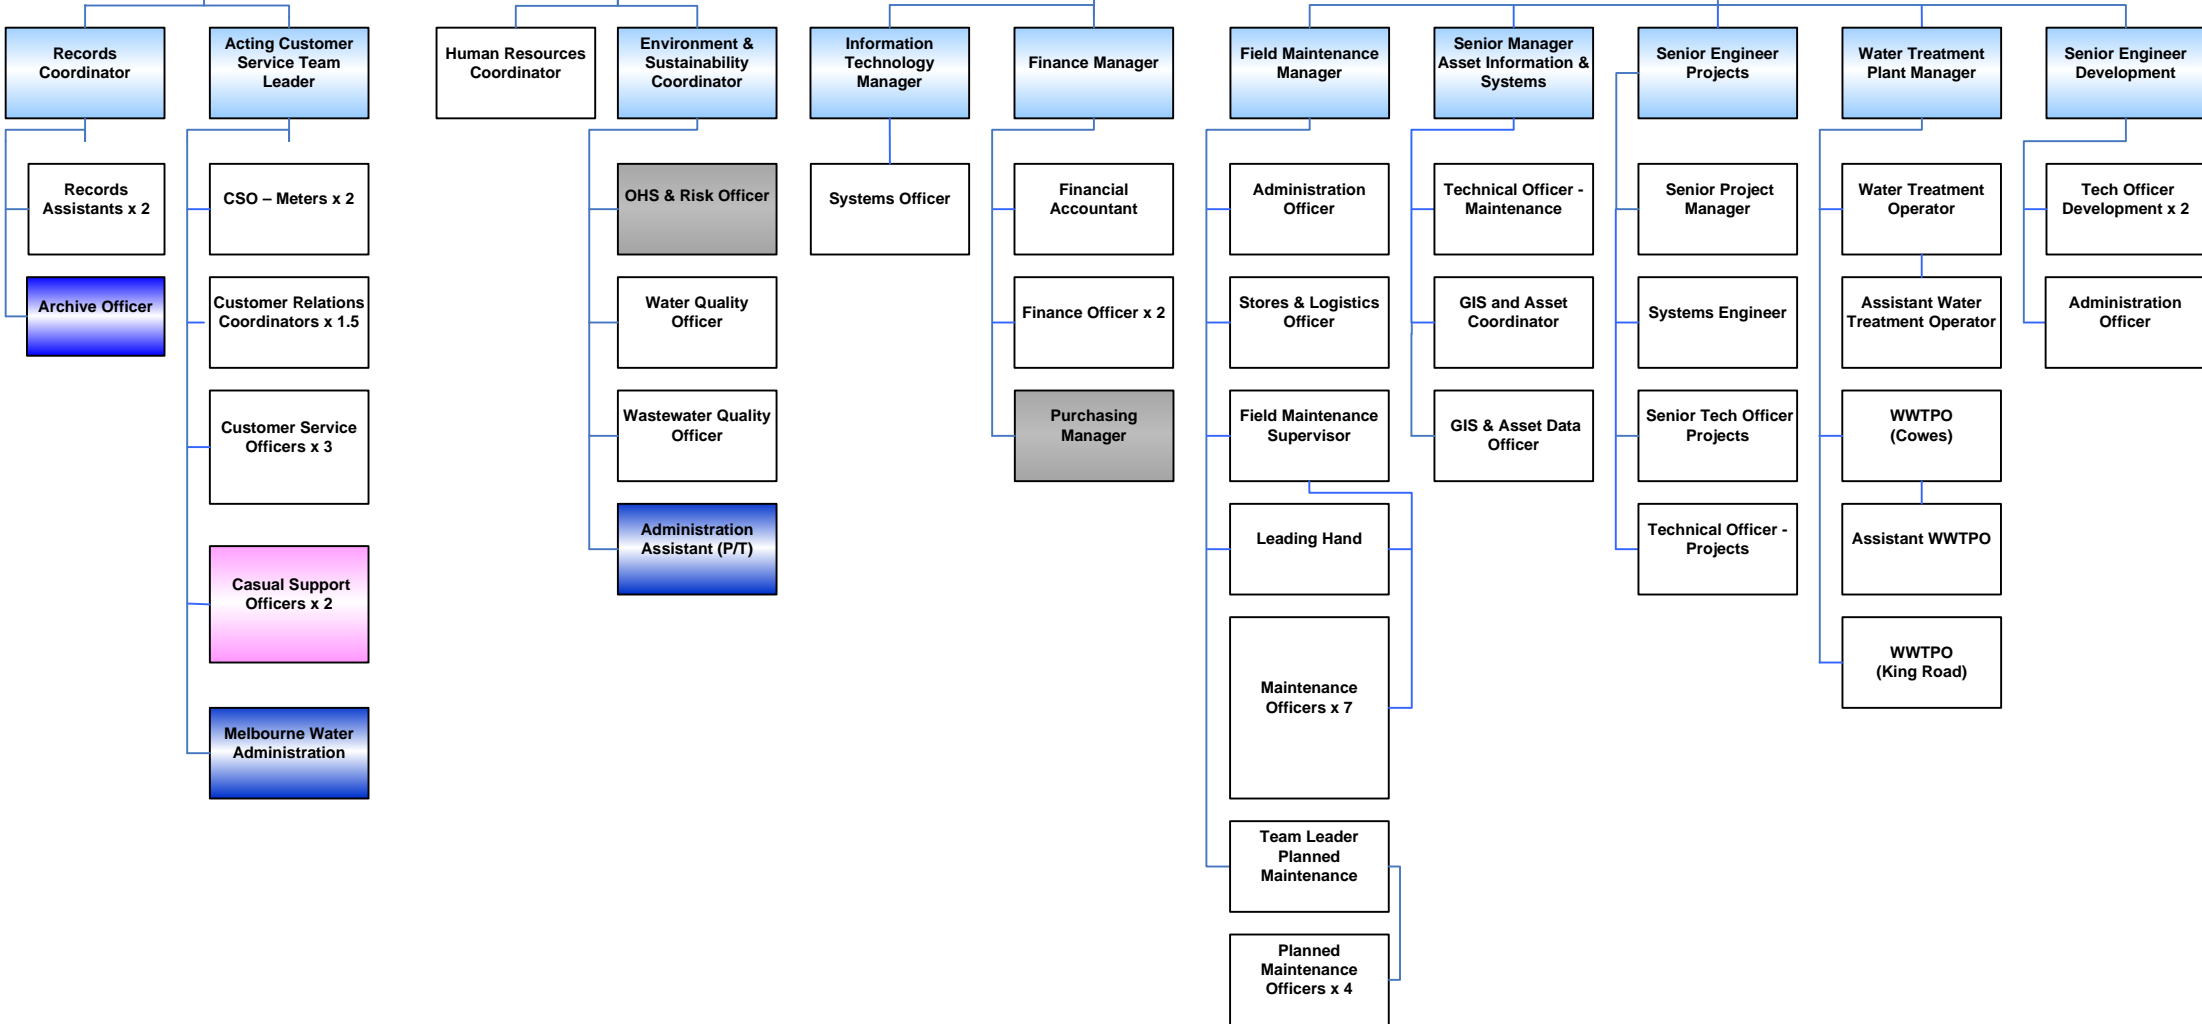 Records
Coordinator
Acting Customer
Service Team
Leader
Human Resources
Coordinator
Environment &
Sustainability
Coordinator
Information
Technology
Manager
Finance Manager
Field Maintenance
Manager
Senior Manager
Asset Information &
Systems
Senior Engineer
Projects
Water Treatment
Plant Manager
Senior Engineer
Development
Records
Assistants x 2
Archive Officer
CSO – Meters x 2
Customer Relations
Coordinators x 1.5
Customer Service
Officers x 3
Casual Support
Officers x 2
Melbourne Water
Administration
OHS & Risk Officer
Water Quality
Officer
Wastewater Quality
Officer
Administration
Assistant (P/T)
Systems Officer
Financial
Accountant
Finance Officer x 2
Purchasing
Manager
Administration
Officer
Stores & Logistics
Officer
Field Maintenance
Supervisor
Leading Hand
Maintenance
Officers x 7
Team Leader
Planned
Maintenance
Planned
Maintenance
Officers x 4
Technical Officer -
Maintenance
GIS and Asset
Coordinator
GIS & Asset Data
Officer
Senior Project
Manager
Systems Engineer
Senior Tech Officer
Projects
Technical Officer -
Projects
Water Treatment
Operator
Assistant Water
Treatment Operator
WWTPO
(Cowes)
Assistant WWTPO
WWTPO
(King Road)
Tech Officer
Development x 2
Administration
Officer